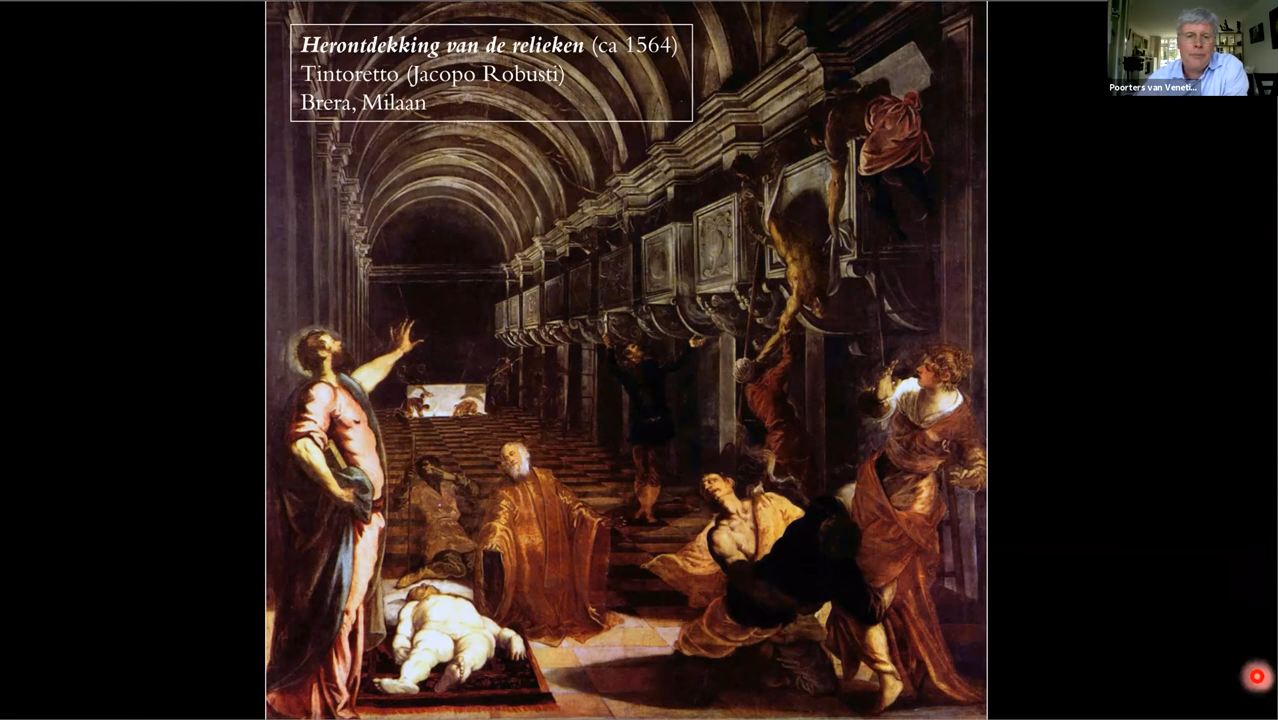 Herontdekking van de relieken (ca 1564)
Tintoretto (Jacopo Robusti)
Brera, Milaan
Poorters van Veneti...